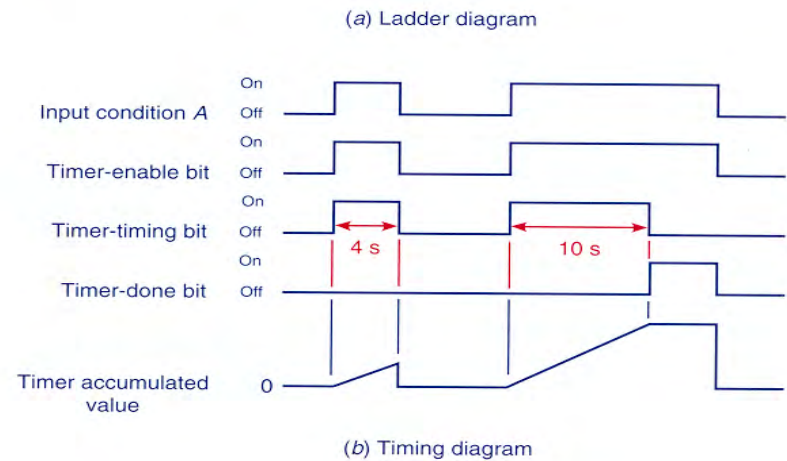 (a) Ladder diagram
On
Input condition A Off
On
Timer-enable bit Off
On
Timer-timing bit Off
4 s 10 s
On
Timer-done bit Off
Timer accumulated 0
value
(b) Timing diagram